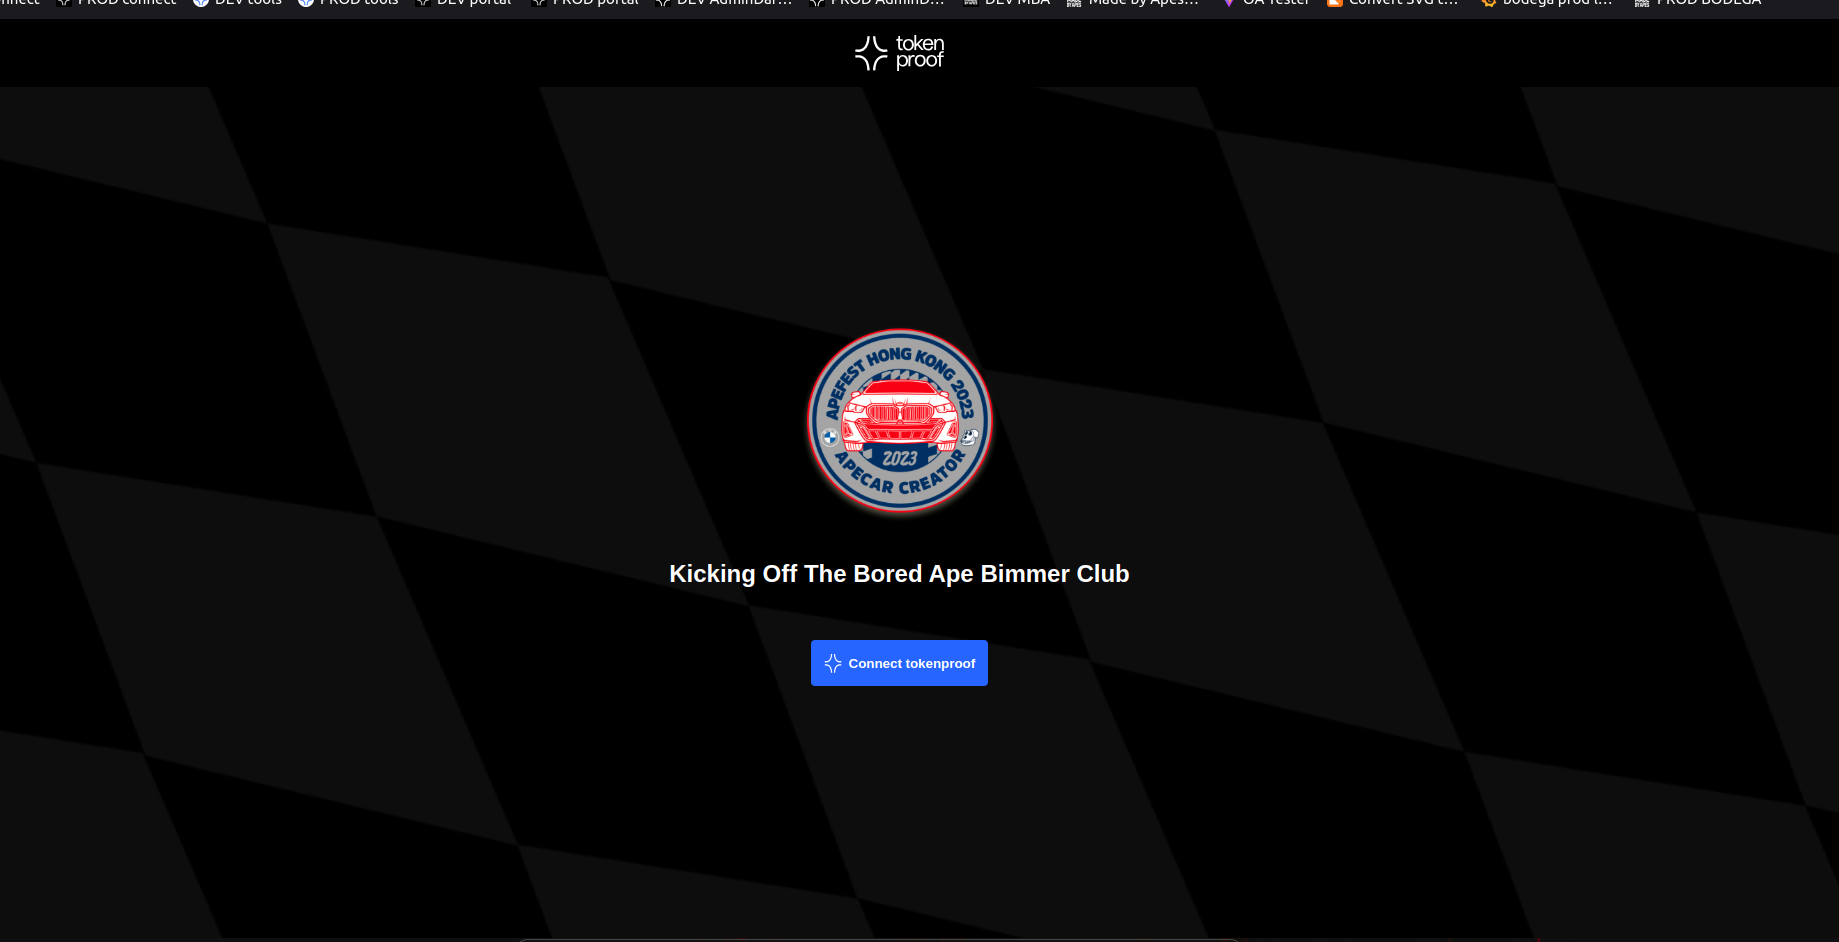 PROD connect DEV tools PROD tools DEV portal PROD portal DEV AdminDar... PROD AdminD... DEV MBA Made by Apes... QA Tester Convert SVG t... bodega prod l... PROD BODEGA
token
proof
APEFEST HONG KONG 2023
2023
APECAR CREATOR
Kicking Off The Bored Ape Bimmer Club
Connect tokenproof